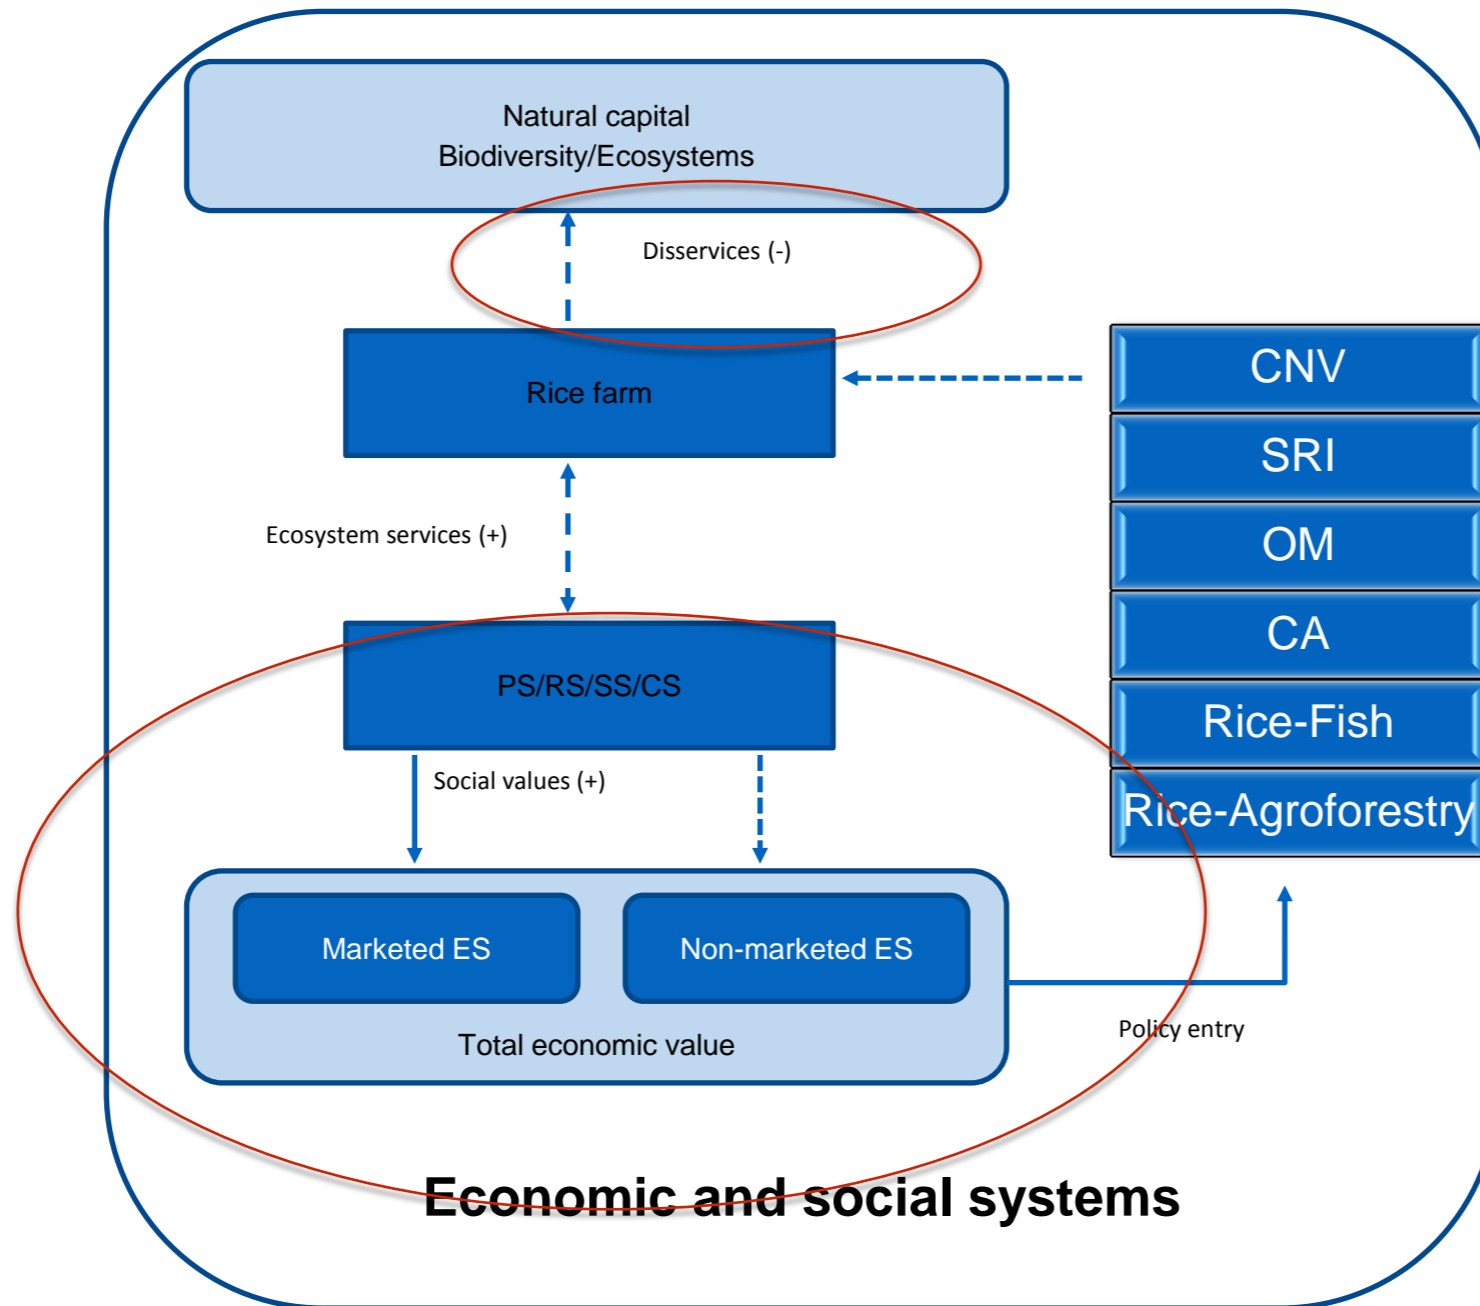 Natural capital
Biodiversity/Ecosystems
Disservices (-)
Rice farm
Ecosystem services (+)
PS/RS/SS/CS
Social values (+)
Marketed ES
Non-marketed ES
Total economic value
CNV
SRI
OM
CA
Rice-Fish
Rice-Agroforestry
Policy entry
Economic and social systems